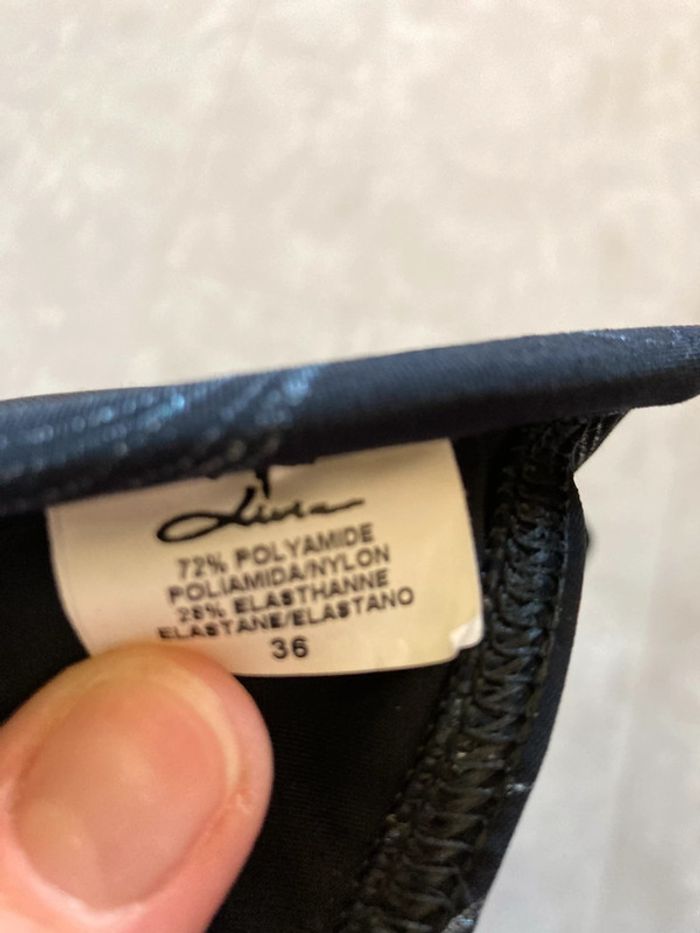 Livia
72% POLYAMIDE
POLIAMIDA/NYLON
28% ELASTHANNE
ELASTANE/ELASTANO
36